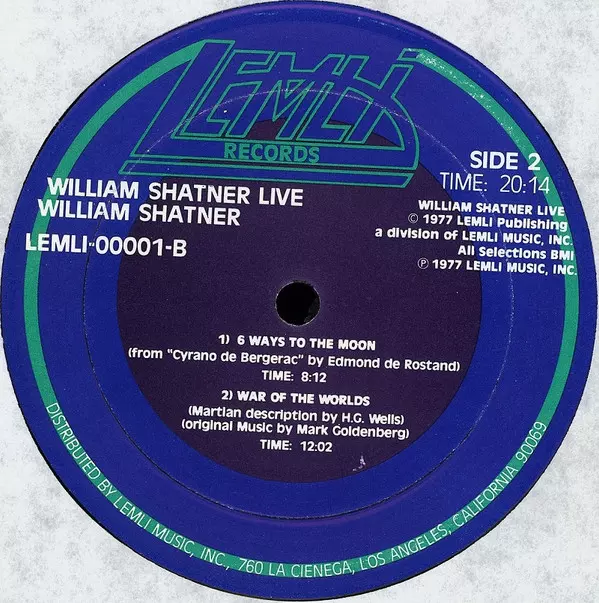 LEMLI
RECORDS
SIDE 2
TIME: 20:14
WILLIAM SHATNER LIVE
WILLIAM SHATNER
LEMLI-00001-B
WILLIAM SHATNER LIVE
© 1977 LEMLI Publishing
a division of LEMLI MUSIC, INC.
All Selections BMI
℗ 1977 LEMLI MUSIC, INC.
1) 6 WAYS TO THE MOON
(from "Cyrano de Bergerac" by Edmond de Rostand)
TIME: 8:12
2) WAR OF THE WORLDS
(Martian description by H.G. Wells)
(original Music by Mark Goldenberg)
TIME: 12:02
DISTRIBUTED BY LEMLI MUSIC, INC., 760 LA CIENEGA, LOS ANGELES, CALIFORNIA 90069